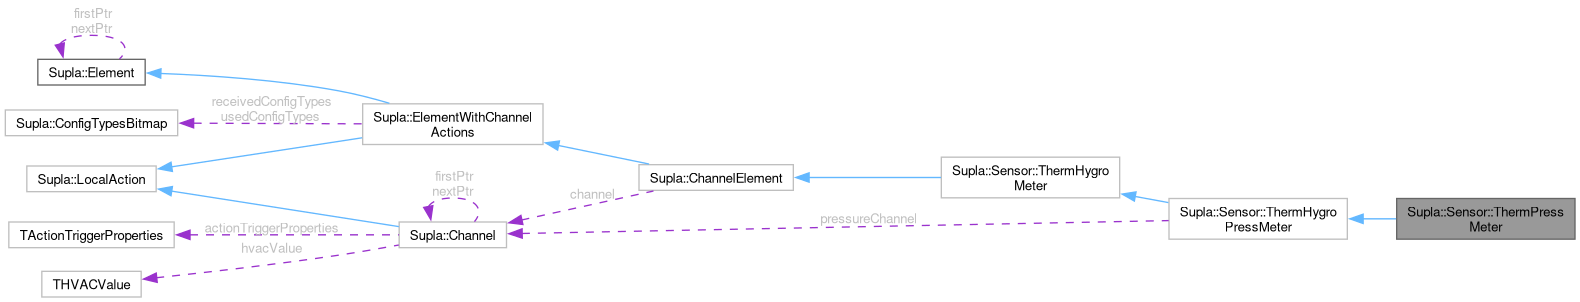 firstPtr
nextPtr
Supla::Element
receivedConfigTypes
usedConfigTypes
Supla::ConfigTypesBitmap
Supla::ElementWithChannel
Actions
Supla::LocalAction
firstPtr
nextPtr
channel
Supla::ChannelElement
Supla::Sensor::ThermHygro
Meter
TActionTriggerProperties
actionTriggerProperties
hvacValue
Supla::Channel
pressureChannel
Supla::Sensor::ThermHygro
PressMeter
Supla::Sensor::ThermPress
Meter
THVACValue